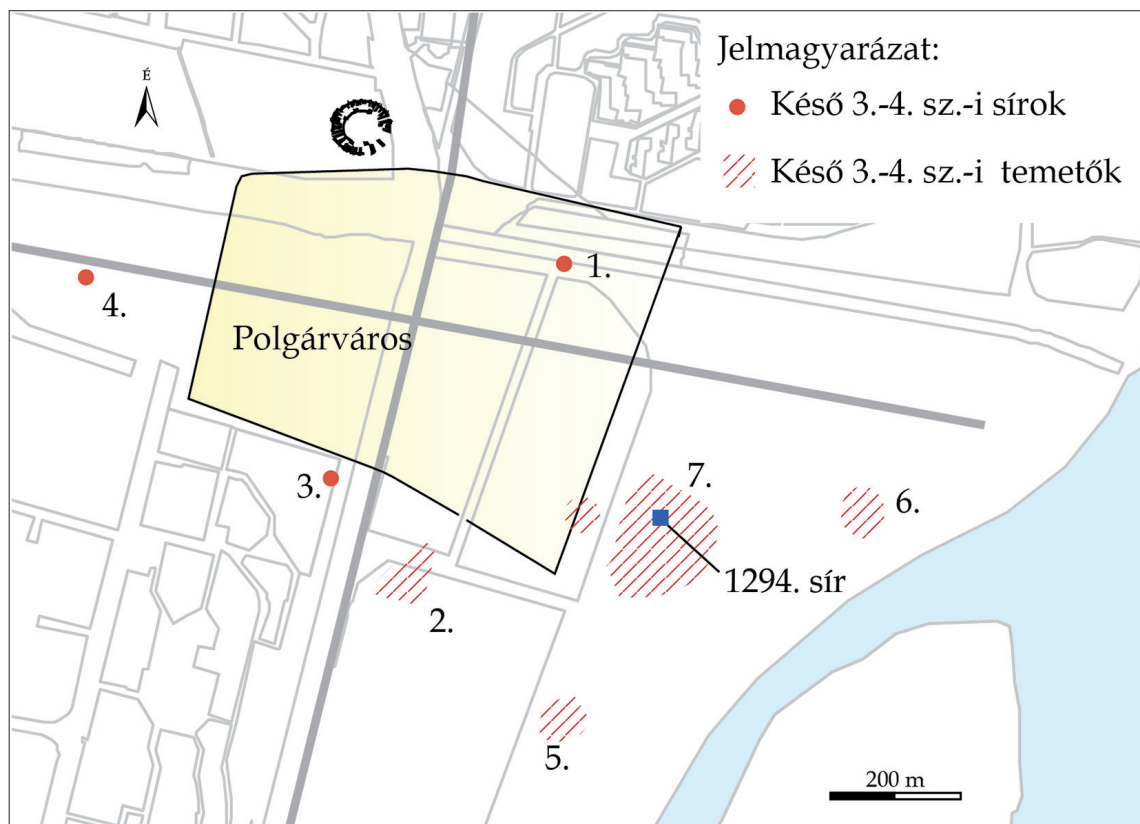 Jelmagyarázat:
Késő 3.-4. sz.-i sírok
Késő 3.-4. sz.-i temetők
É
1.
4.
Polgárváros
3.
7.
6.
1294. sír
2.
5.
200 m